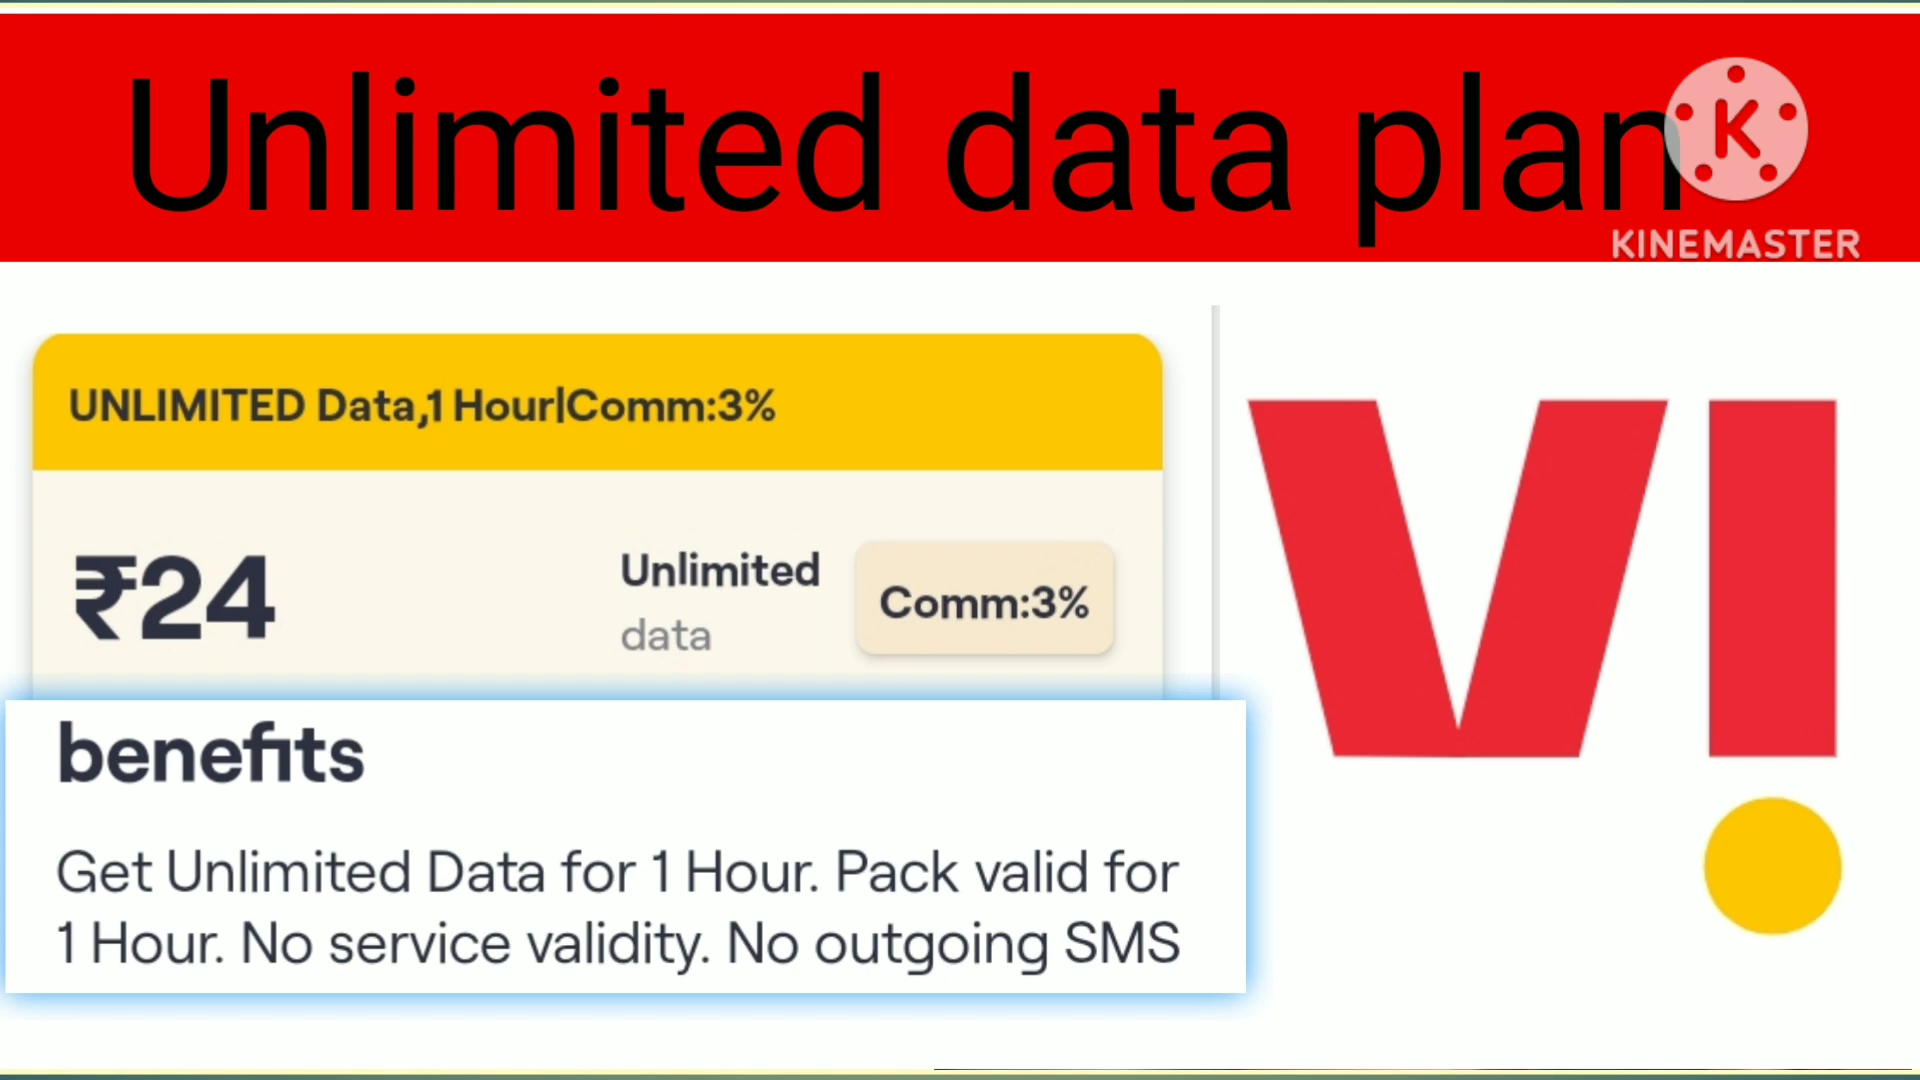 Unlimited data plan
K
KINEMASTER
UNLIMITED Data,1 Hour|Comm:3%
₹24
Unlimited
data
Comm:3%
VI
benefits
Get Unlimited Data for 1 Hour. Pack valid for
1 Hour. No service validity. No outgoing SMS